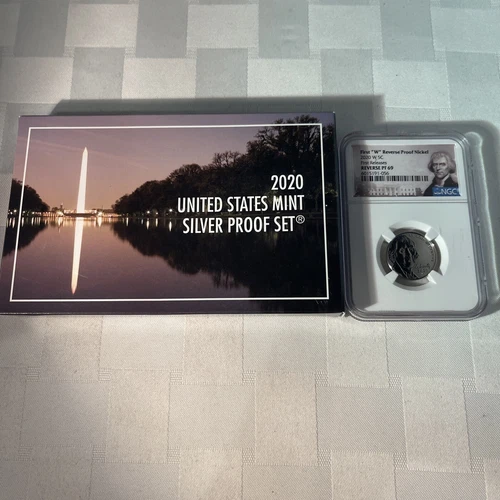 2020
UNITED STATES MINT
SILVER PROOF SET®
First "W" Reverse Proof Nickel
2020 W 5C
First Releases
REVERSE PF 69
NGC